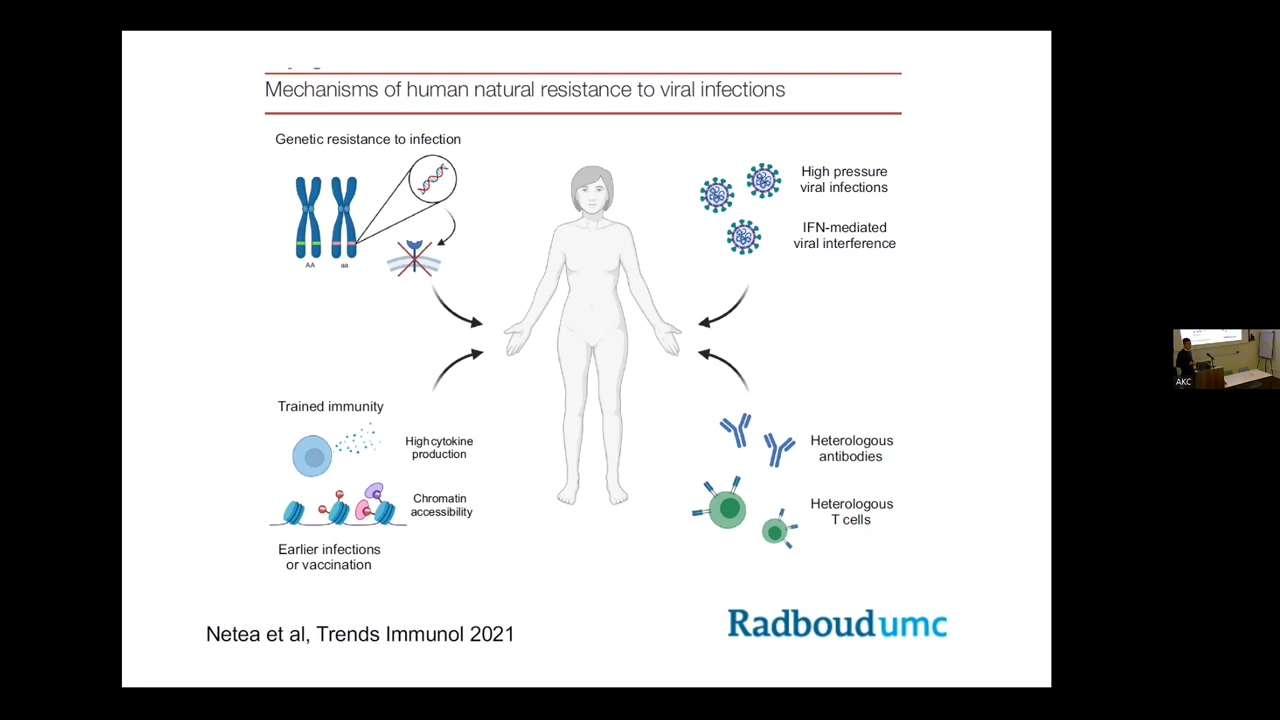 Mechanisms of human natural resistance to viral infections
Genetic resistance to infection
AA
aa
High pressure
viral infections
IFN-mediated
viral interference
Trained immunity
High cytokine
production
Chromatin
accessibility
Earlier infections
or vaccination
Heterologous
antibodies
Heterologous
T cells
Netea et al, Trends Immunol 2021
Radboudumc
AKC